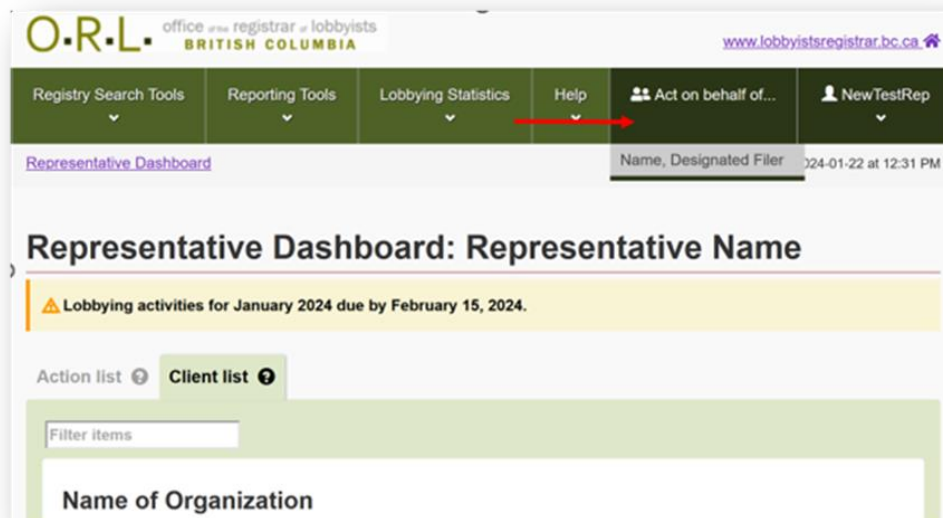 O.R.L. office of the registrar of lobbyists
BRITISH COLUMBIA
www.lobbyistsregistrar.bc.ca
Registry Search Tools
Reporting Tools
Lobbying Statistics
Help
Act on behalf of...
NewTestRep
Representative Dashboard
Name, Designated Filer
024-01-22 at 12:31 PM
Representative Dashboard: Representative Name
Lobbying activities for January 2024 due by February 15, 2024.
Action list ?
Client list ?
Filter items
Name of Organization